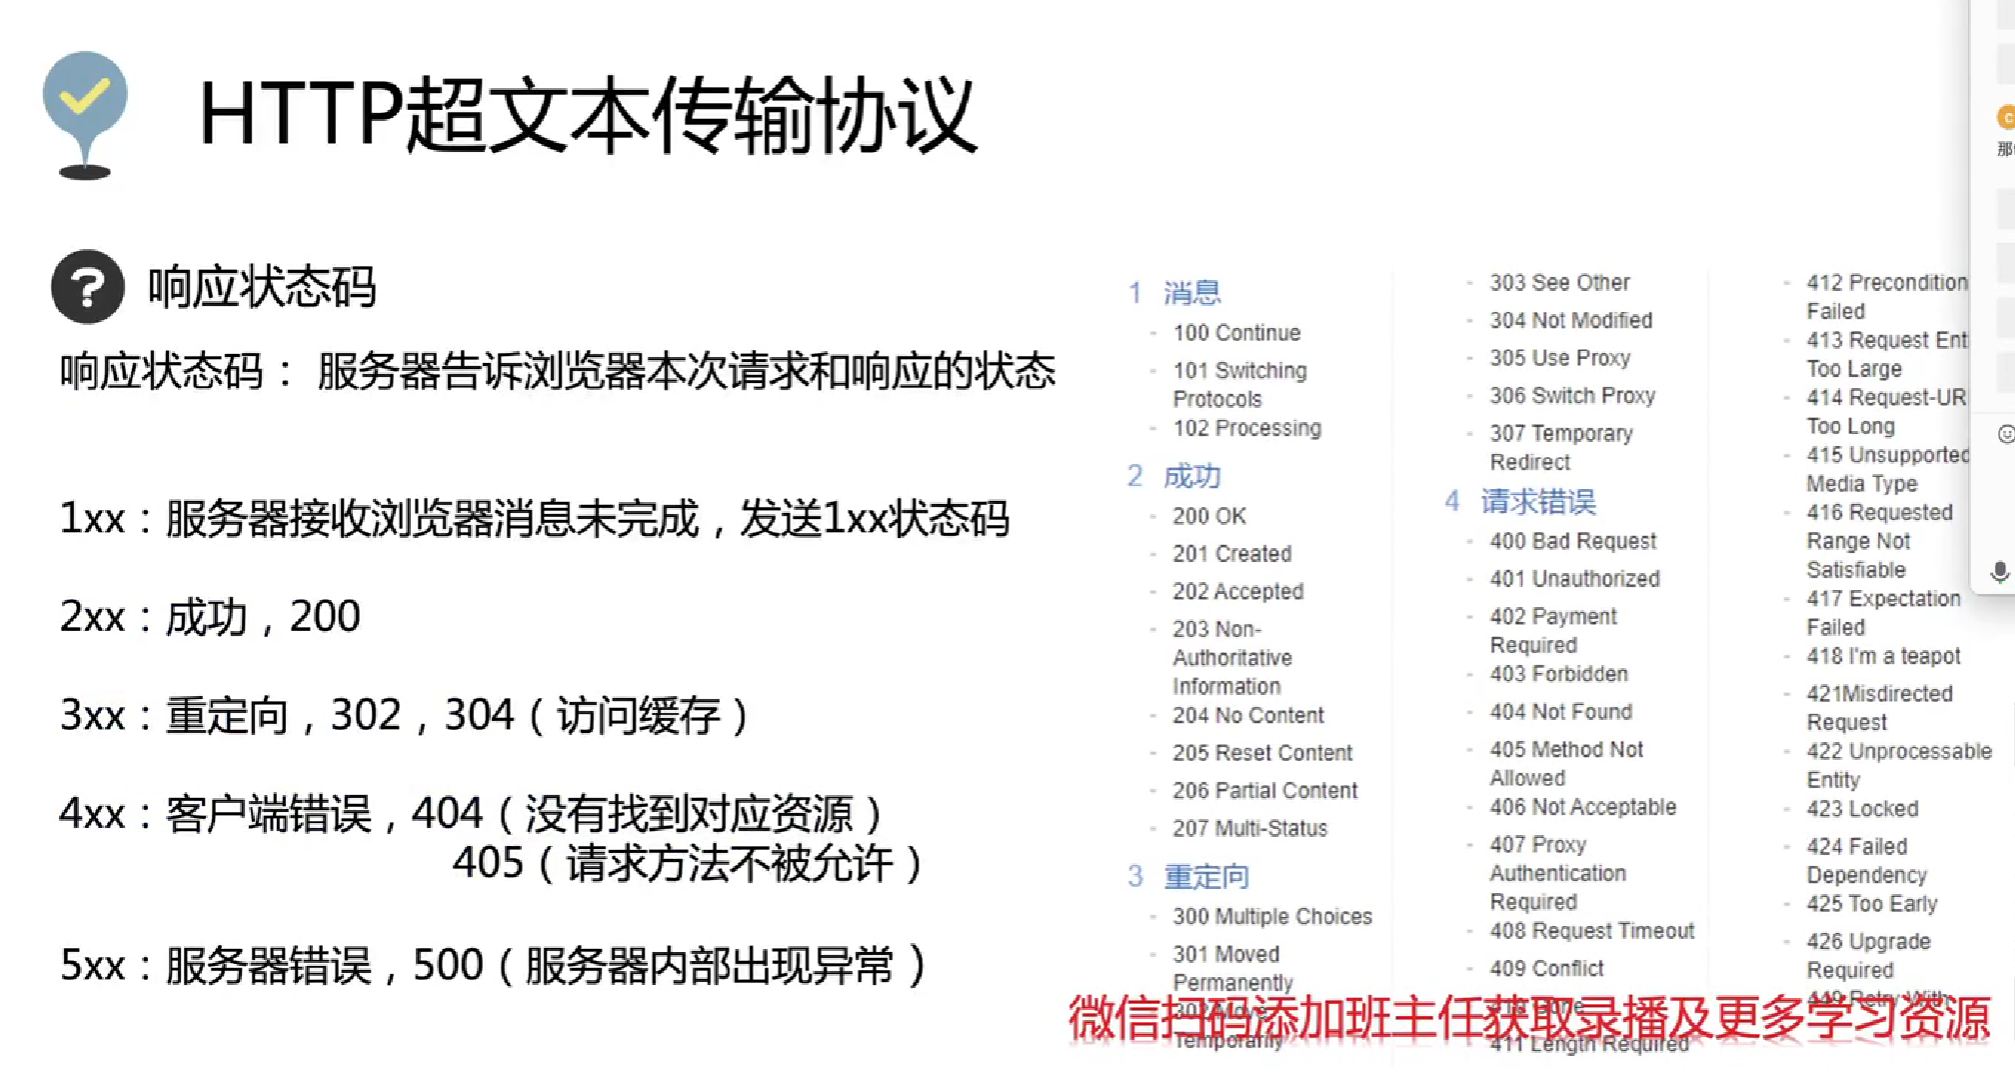 HTTP超文本传输协议
响应状态码
响应状态码： 服务器告诉浏览器本次请求和响应的状态
1xx：服务器接收浏览器消息未完成，发送1xx状态码
2xx：成功，200
3xx：重定向，302，304（访问缓存）
4xx：客户端错误，404（没有找到对应资源）
405（请求方法不被允许）
5xx：服务器错误，500（服务器内部出现异常）
1 消息
- 100 Continue
- 101 Switching
Protocols
- 102 Processing
2 成功
- 200 OK
- 201 Created
- 202 Accepted
- 203 Non-
Authoritative
Information
- 204 No Content
- 205 Reset Content
- 206 Partial Content
- 207 Multi-Status
3 重定向
- 300 Multiple Choices
- 301 Moved
Permanently
302 Move
Temporarily
- 303 See Other
- 304 Not Modified
- 305 Use Proxy
- 306 Switch Proxy
- 307 Temporary
Redirect
4 请求错误
- 400 Bad Request
- 401 Unauthorized
- 402 Payment
Required
- 403 Forbidden
- 404 Not Found
- 405 Method Not
Allowed
- 406 Not Acceptable
- 407 Proxy
Authentication
Required
- 408 Request Timeout
- 409 Conflict
410 Gone
411 Length Required
- 412 Precondition
Failed
- 413 Request Ent
Too Large
- 414 Request-UR
Too Long
- 415 Unsupported
Media Type
- 416 Requested
Range Not
Satisfiable
- 417 Expectation
Failed
- 418 I'm a teapot
- 421Misdirected
Request
- 422 Unprocessable
Entity
- 423 Locked
- 424 Failed
Dependency
- 425 Too Early
- 426 Upgrade
Required
449 Retry With
微信扫码添加班主任获取录播及更多学习资源
C
那